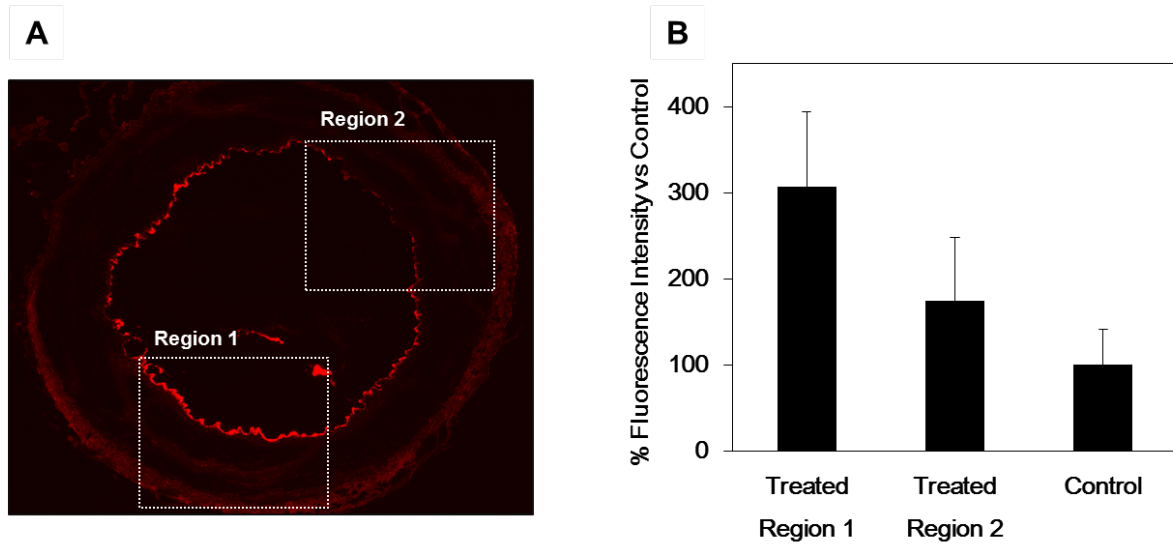 A
Region 2
Region 1
B
% Fluorescence Intensity vs Control
400
300
200
100
0
Treated
Region 1
Treated
Region 2
Control